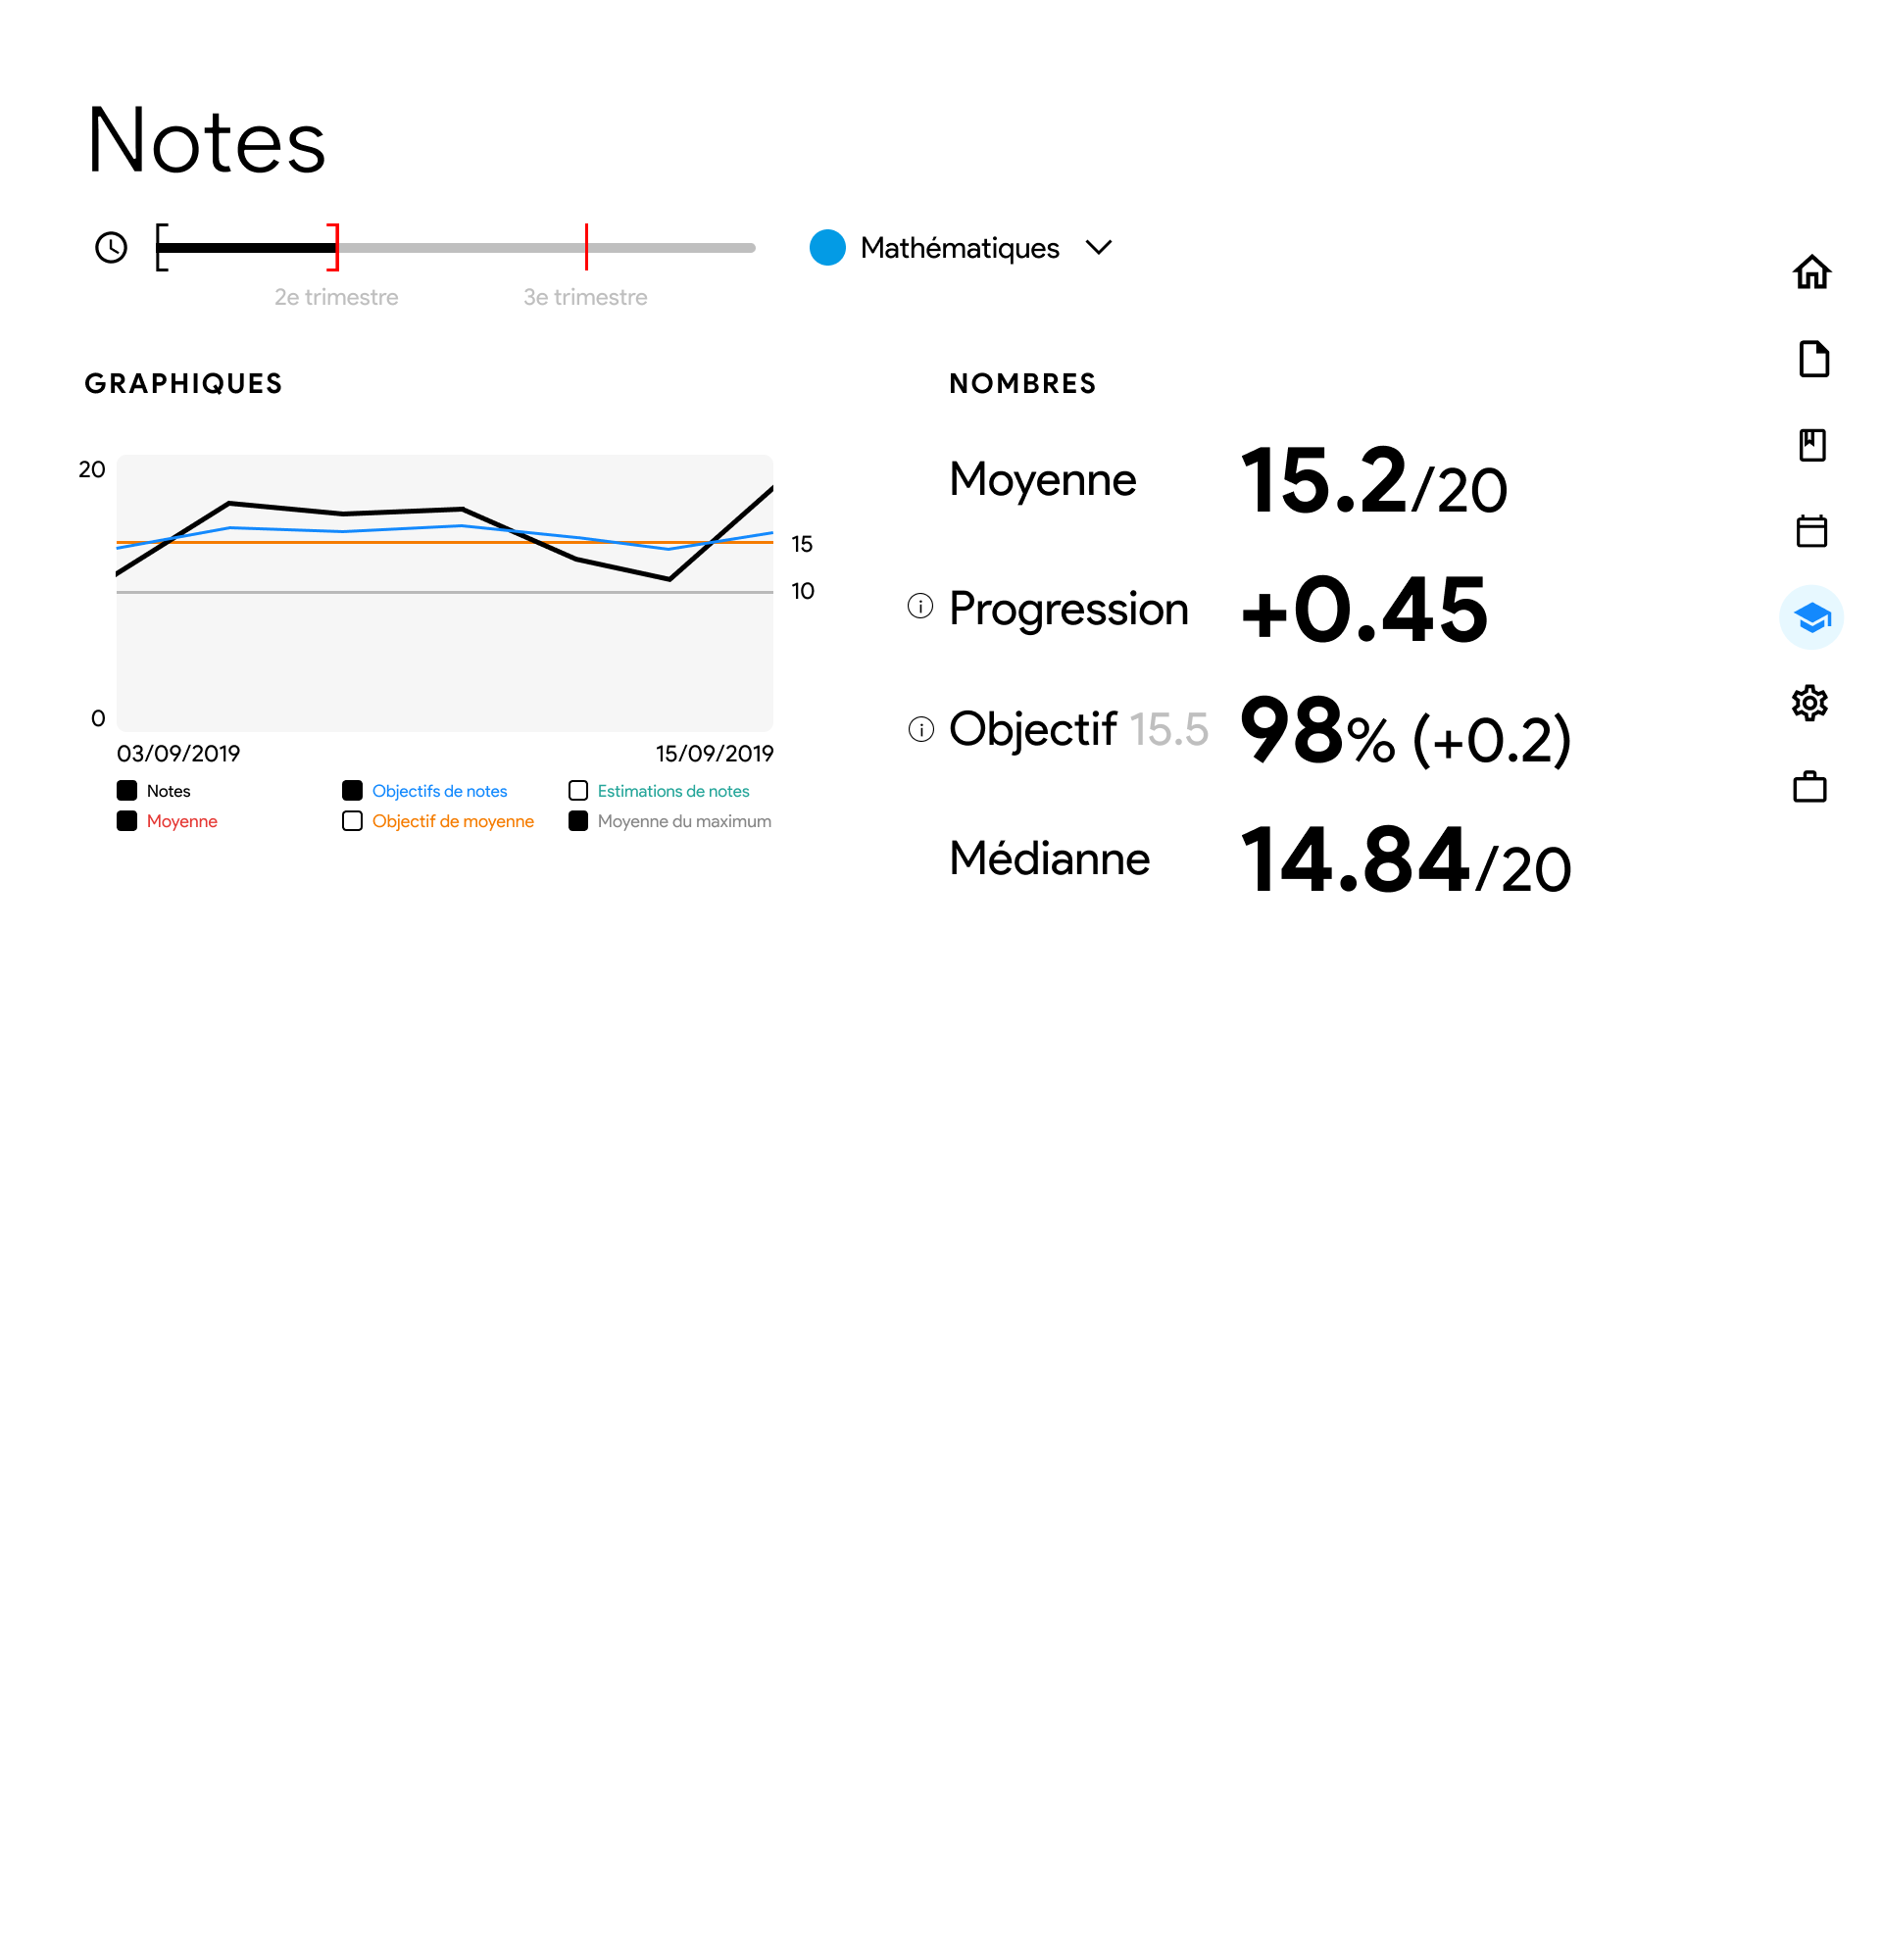 Notes
Mathématiques
2e trimestre
3e trimestre
GRAPHIQUES
20
15
10
0
03/09/2019
15/09/2019
Notes
Objectifs de notes
Estimations de notes
Moyenne
Objectif de moyenne
Moyenne du maximum
NOMBRES
Moyenne 15.2/20
Progression +0.45
Objectif 15.5 98% (+0.2)
Médianne 14.84/20